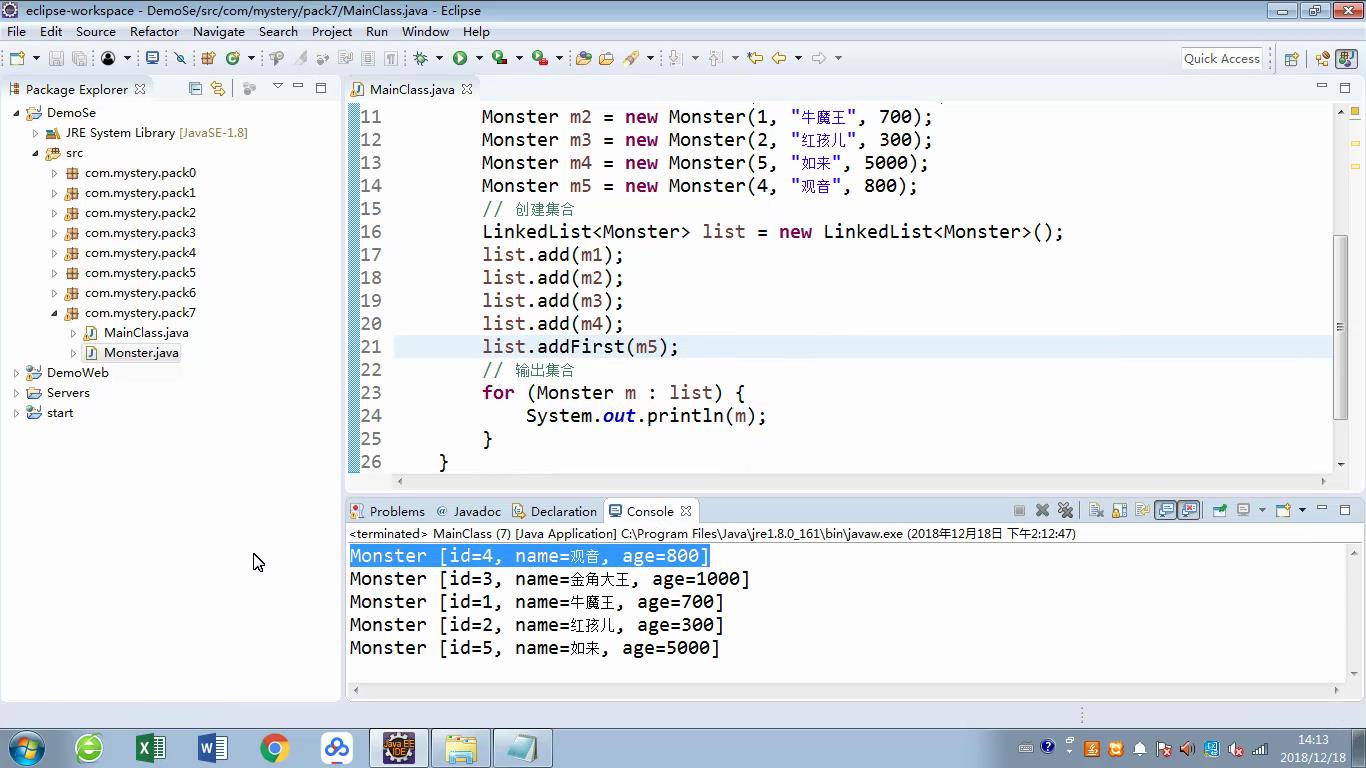 eclipse-workspace - DemoSe/src/com/mystery/pack7/MainClass.java - Eclipse
File Edit Source Refactor Navigate Search Project Run Window Help
Quick Access
Package Explorer
DemoSe
JRE System Library [JavaSE-1.8]
src
com.mystery.pack0
com.mystery.pack1
com.mystery.pack2
com.mystery.pack3
com.mystery.pack4
com.mystery.pack5
com.mystery.pack6
com.mystery.pack7
MainClass.java
Monster.java
DemoWeb
Servers
start
MainClass.java
11 Monster m2 = new Monster(1, "牛魔王", 700);
12 Monster m3 = new Monster(2, "红孩儿", 300);
13 Monster m4 = new Monster(5, "如来", 5000);
14 Monster m5 = new Monster(4, "观音", 800);
15 // 创建集合
16 LinkedList<Monster> list = new LinkedList<Monster>();
17 list.add(m1);
18 list.add(m2);
19 list.add(m3);
20 list.add(m4);
21 list.addFirst(m5);
22 // 输出集合
23 for (Monster m : list) {
24 System.out.println(m);
25 }
26 }
Problems @ Javadoc Declaration Console
<terminated> MainClass (7) [Java Application] C:\Program Files\Java\jre1.8.0_161\bin\javaw.exe (2018年12月18日 下午2:12:47)
Monster [id=4, name=观音, age=800]
Monster [id=3, name=金角大王, age=1000]
Monster [id=1, name=牛魔王, age=700]
Monster [id=2, name=红孩儿, age=300]
Monster [id=5, name=如来, age=5000]
Java EE
IDE
14:13
2018/12/18